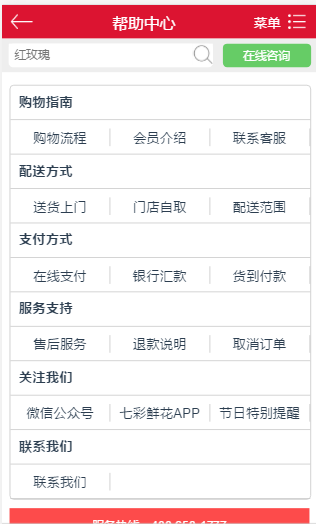 帮助中心 菜单
红玫瑰 在线咨询
购物指南
购物流程 会员介绍 联系客服
配送方式
送货上门 门店自取 配送范围
支付方式
在线支付 银行汇款 货到付款
服务支持
售后服务 退款说明 取消订单
关注我们
微信公众号 七彩鲜花APP 节日特别提醒
联系我们
联系我们